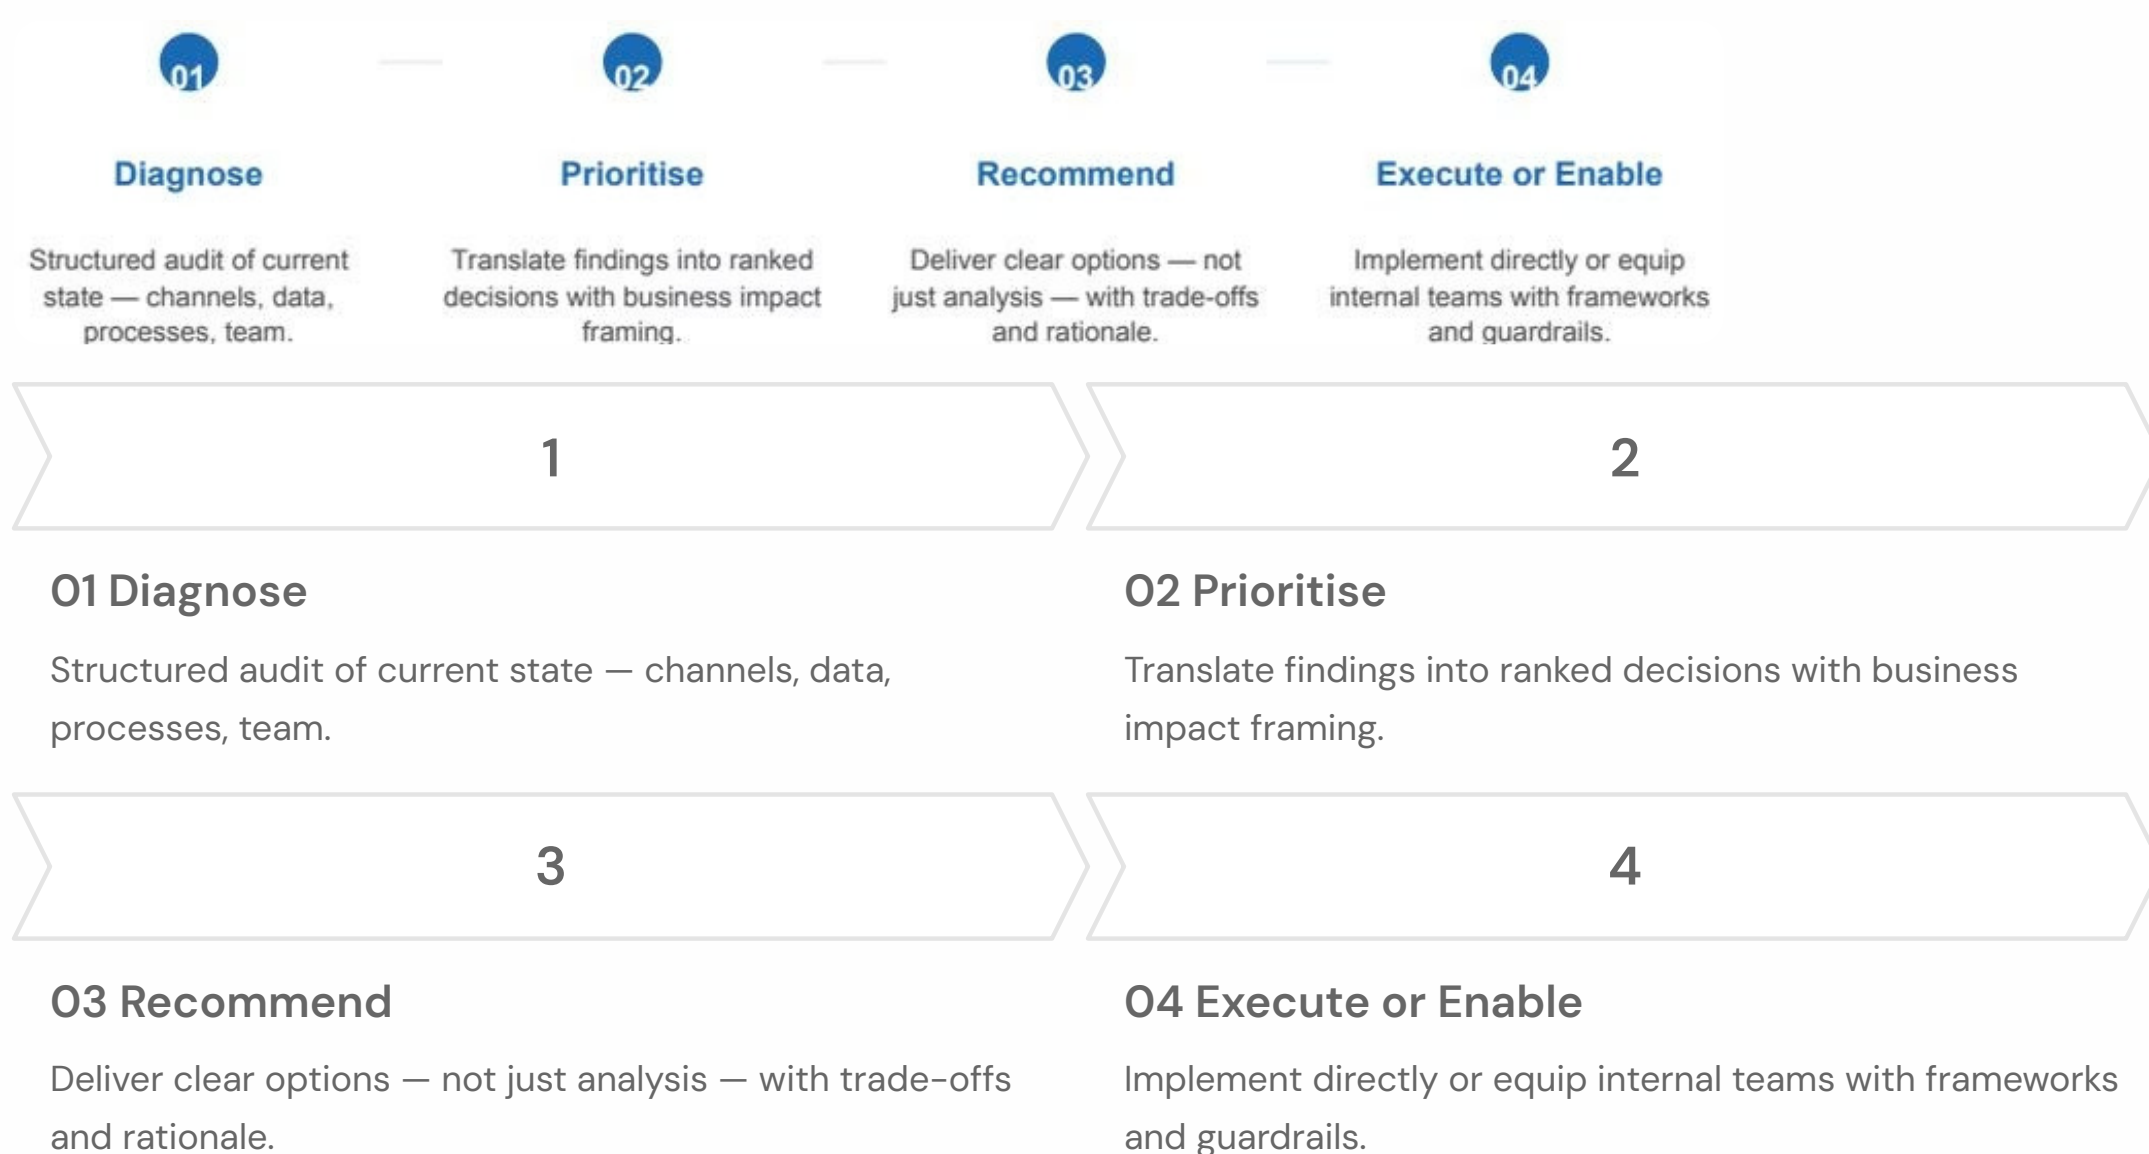 01
02
03
04
Diagnose
Prioritise
Recommend
Execute or Enable
Structured audit of current
state — channels, data,
processes, team.
Translate findings into ranked
decisions with business impact
framing.
Deliver clear options — not
just analysis — with trade-offs
and rationale.
Implement directly or equip
internal teams with frameworks
and guardrails.
1
2
01 Diagnose
Structured audit of current state — channels, data,
processes, team.
02 Prioritise
Translate findings into ranked decisions with business
impact framing.
3
4
03 Recommend
Deliver clear options — not just analysis — with trade-offs
and rationale.
04 Execute or Enable
Implement directly or equip internal teams with frameworks
and guardrails.